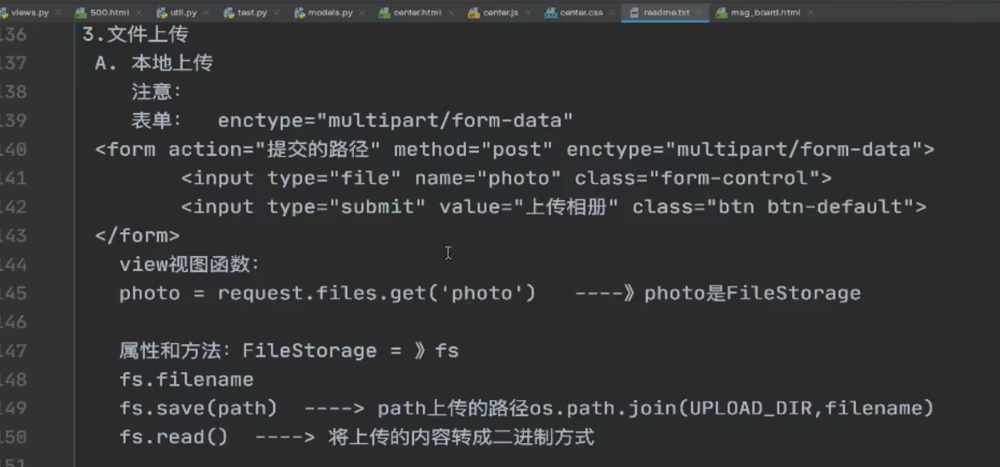 views.py × 500.html × util.py × test.py × models.py × center.html × center.js × center.css × readme.txt × msg_board.html ×
136 3.文件上传
137 A. 本地上传
138 注意：
139 表单： enctype="multipart/form-data"
140 <form action="提交的路径" method="post" enctype="multipart/form-data">
141 <input type="file" name="photo" class="form-control">
142 <input type="submit" value="上传相册" class="btn btn-default">
143 </form>
144 view视图函数：
145 photo = request.files.get('photo') ----》photo是FileStorage
146
147 属性和方法：FileStorage = 》fs
148 fs.filename
149 fs.save(path) ----> path上传的路径os.path.join(UPLOAD_DIR,filename)
150 fs.read() ----> 将上传的内容转成二进制方式
151